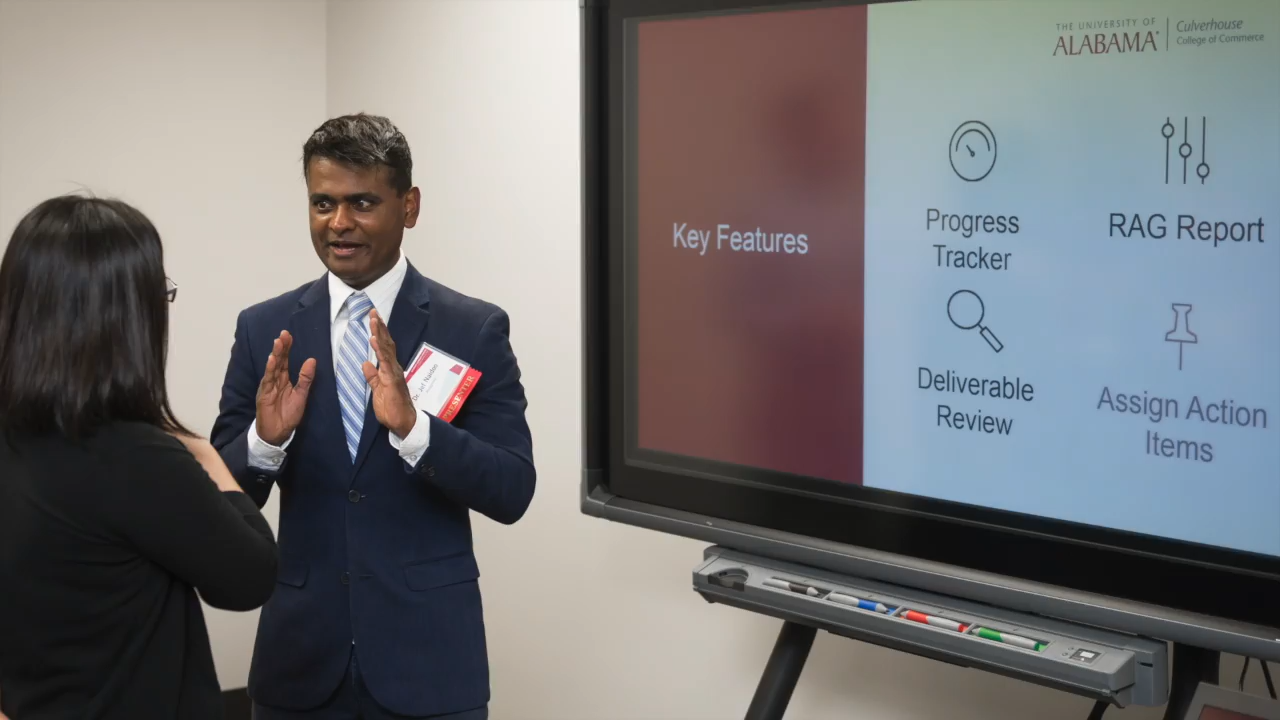 THE UNIVERSITY OF
ALABAMA
Culverhouse
College of Commerce
Key Features
Progress
Tracker
RAG Report
Deliverable
Review
Assign Action
Items
PRESENTER